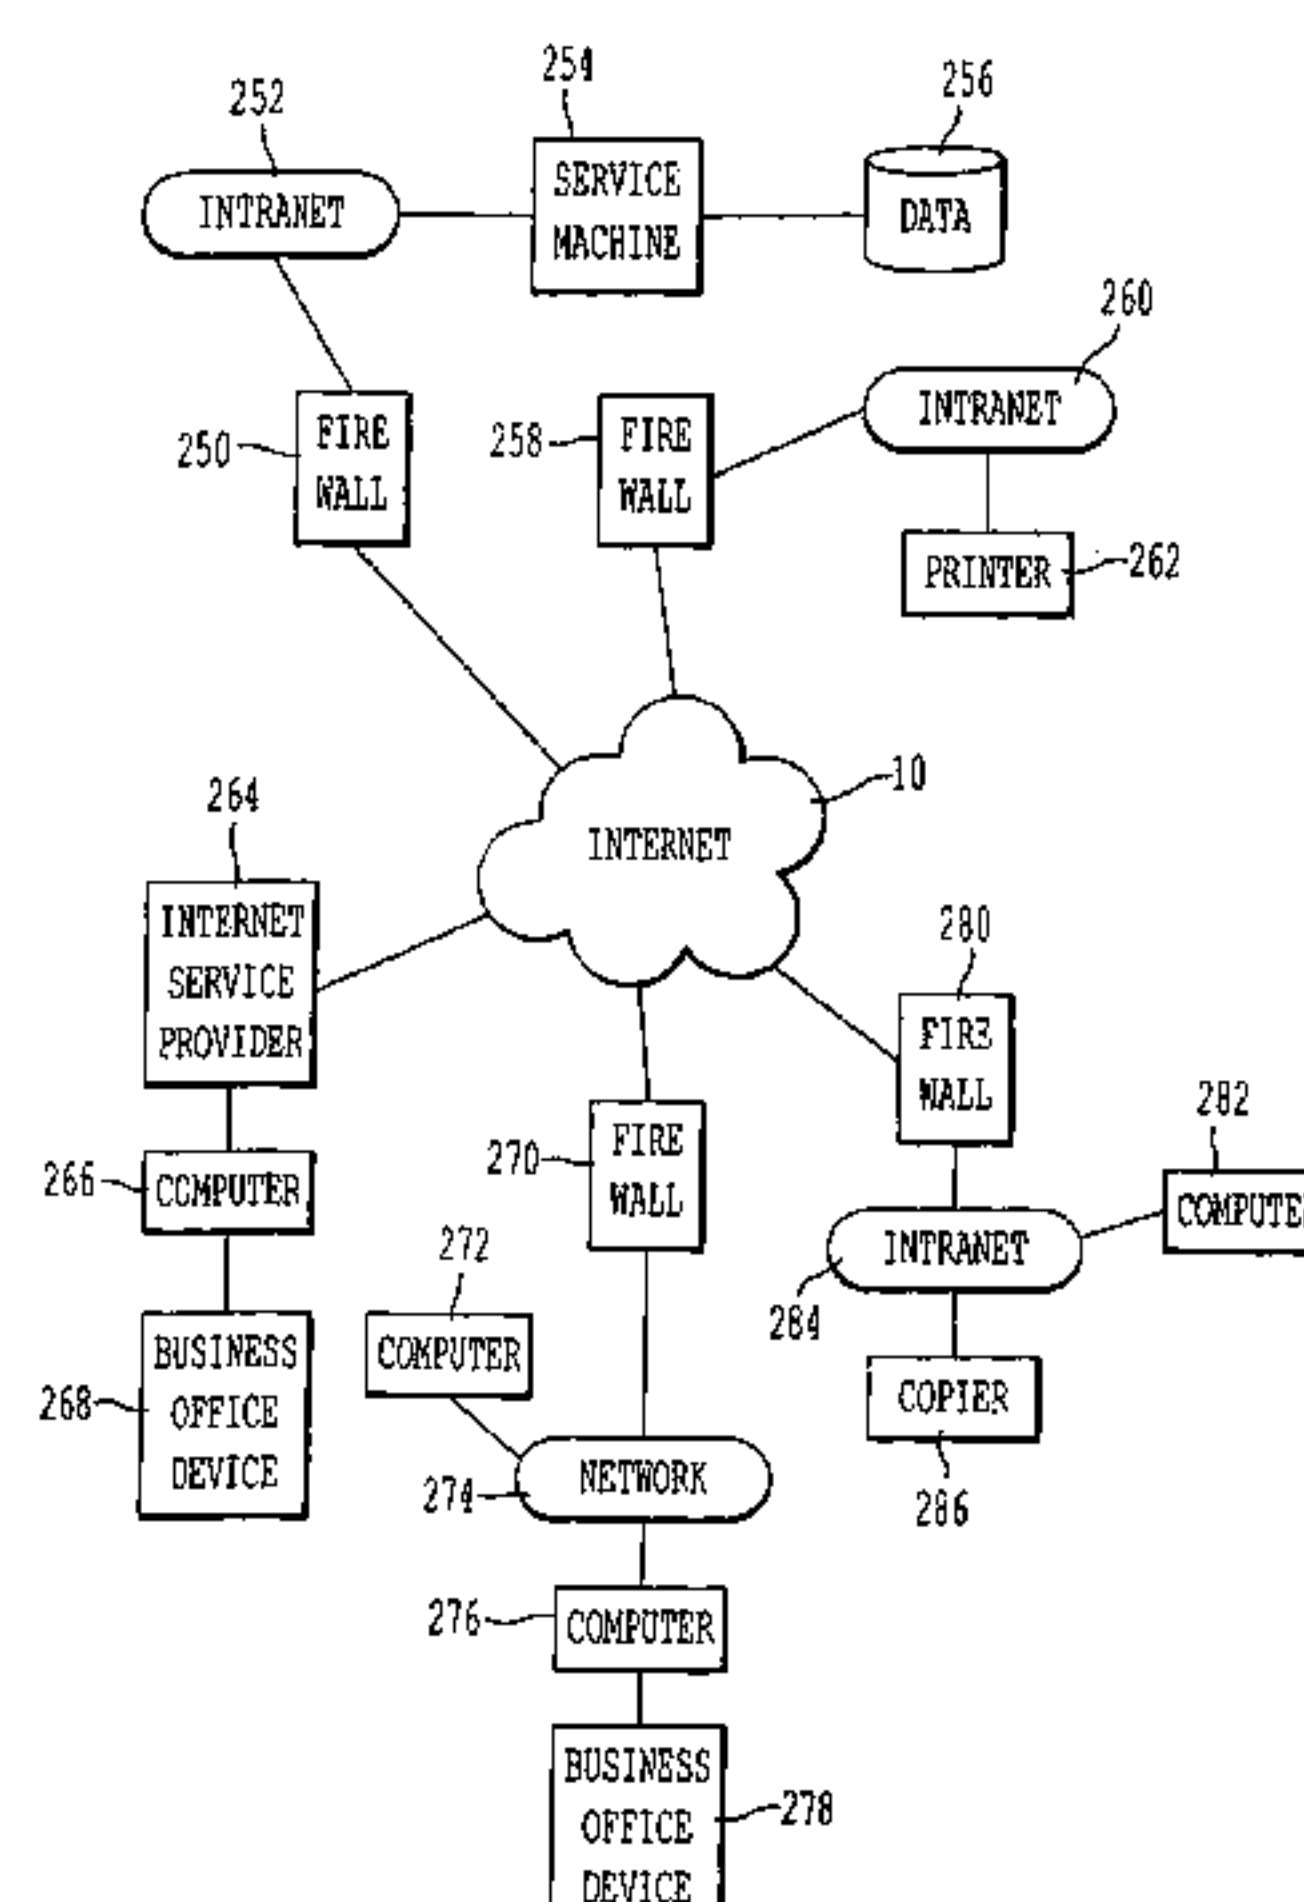 254
256
252
SERVICE
MACHINE
INTRANET
DATA
260
INTRANET
FIRE
WALL
250
FIRE
WALL
258
PRINTER
262
10
264
INTERNET
INTERNET
SERVICE
PROVIDER
280
FIRE
WALL
282
FIRE
WALL
270
266
COMPUTER
COMPUTE
272
INTRANET
284
BUSINESS
OFFICE
DEVICE
268
COMPUTER
COPIER
286
NETWORK
274
276
COMPUTER
BUSINESS
OFFICE
DEVICE
278